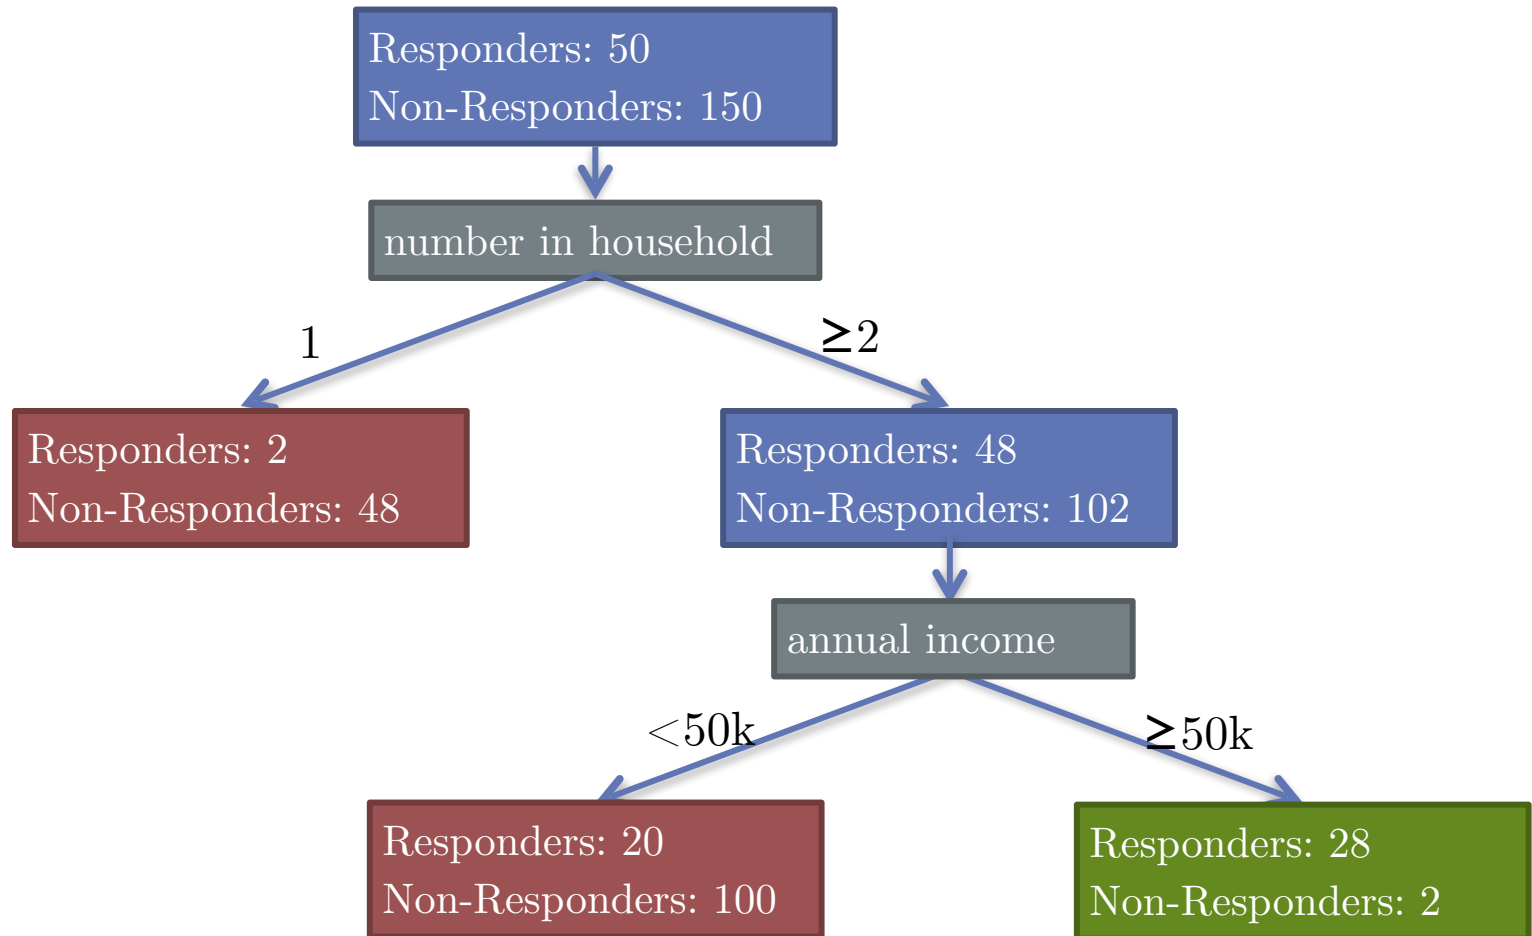 Responders: 50
Non-Responders: 150
number in household
1
≥2
Responders: 2
Non-Responders: 48
Responders: 48
Non-Responders: 102
annual income
<50k
≥50k
Responders: 20
Non-Responders: 100
Responders: 28
Non-Responders: 2